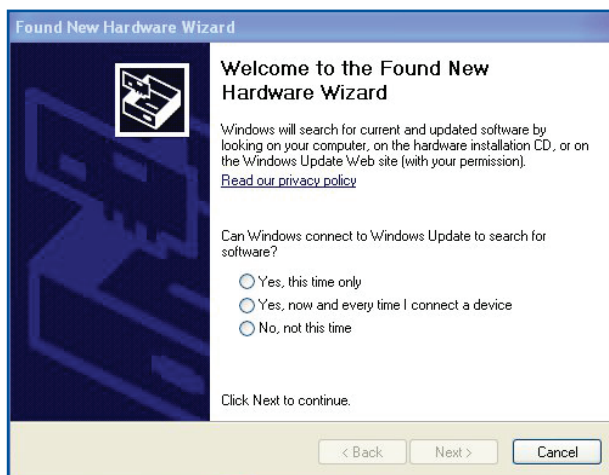 Found New Hardware Wizard
Welcome to the Found New
Hardware Wizard
Windows will search for current and updated software by
looking on your computer, on the hardware installation CD, or on
the Windows Update Web site (with your permission).
Read our privacy policy
Can Windows connect to Windows Update to search for
software?
Yes, this time only
Yes, now and every time I connect a device
No, not this time
Click Next to continue.
< Back Next > Cancel